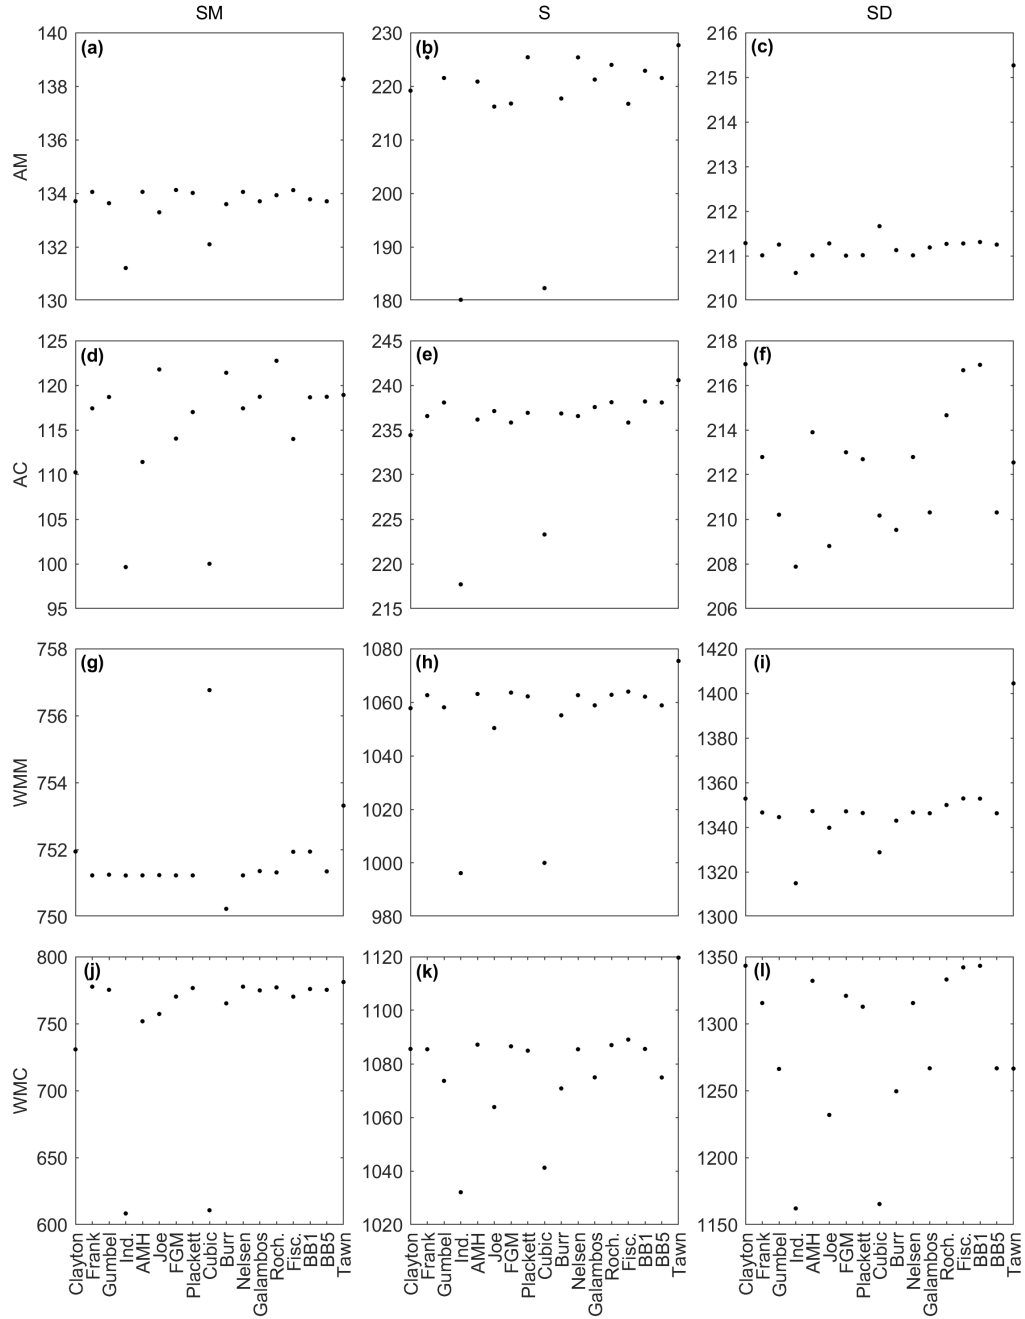 SM S SD
(a) (b) (c)
AM
140 138 136 134 132 130
230 220 210 200 190 180
216 215 214 213 212 211 210
(d) (e) (f)
AC
125 120 115 110 105 100 95
245 240 235 230 225 220 215
218 216 214 212 210 208 206
(g) (h) (i)
WMM
758 756 754 752 750
1080 1060 1040 1020 1000 980
1420 1400 1380 1360 1340 1320 1300
(j) (k) (l)
WMC
800 750 700 650 600
1120 1100 1080 1060 1040 1020
1350 1300 1250 1200 1150
Clayton Frank Gumbel Ind. AMH Joe FGM Plackett Cubic Burr Nelsen Galambos Roch. Fisc. BB1 BB5 Tawn
Clayton Frank Gumbel Ind. AMH Joe FGM Plackett Cubic Burr Nelsen Galambos Roch. Fisc. BB1 BB5 Tawn
Clayton Frank Gumbel Ind. AMH Joe FGM Plackett Cubic Burr Nelsen Galambos Roch. Fisc. BB1 BB5 Tawn